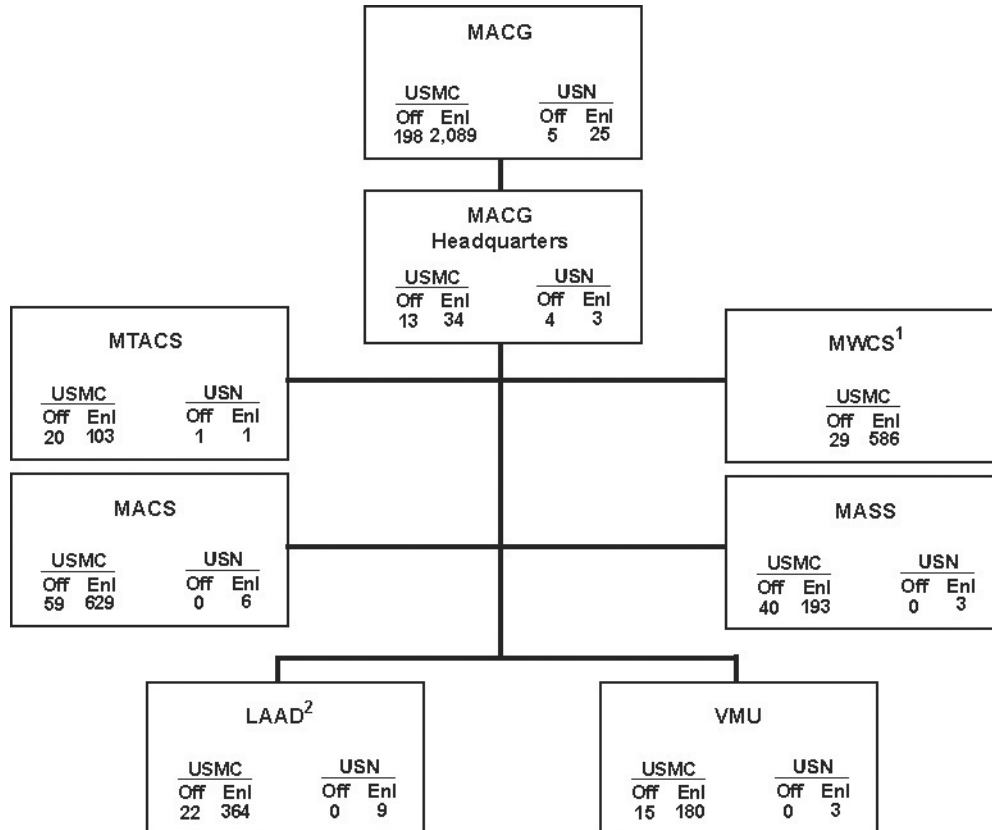 MACG
USMC USN
Off Enl Off Enl
198 2,089 5 25
MACG
Headquarters
USMC USN
Off Enl Off Enl
13 34 4 3
MTACS
USMC USN
Off Enl Off Enl
20 103 1 1
MWCS1
USMC
Off Enl
29 586
MACS
USMC USN
Off Enl Off Enl
59 629 0 6
MASS
USMC USN
Off Enl Off Enl
40 193 0 3
LAAD2
USMC USN
Off Enl Off Enl
22 364 0 9
VMU
USMC USN
Off Enl Off Enl
15 180 0 3